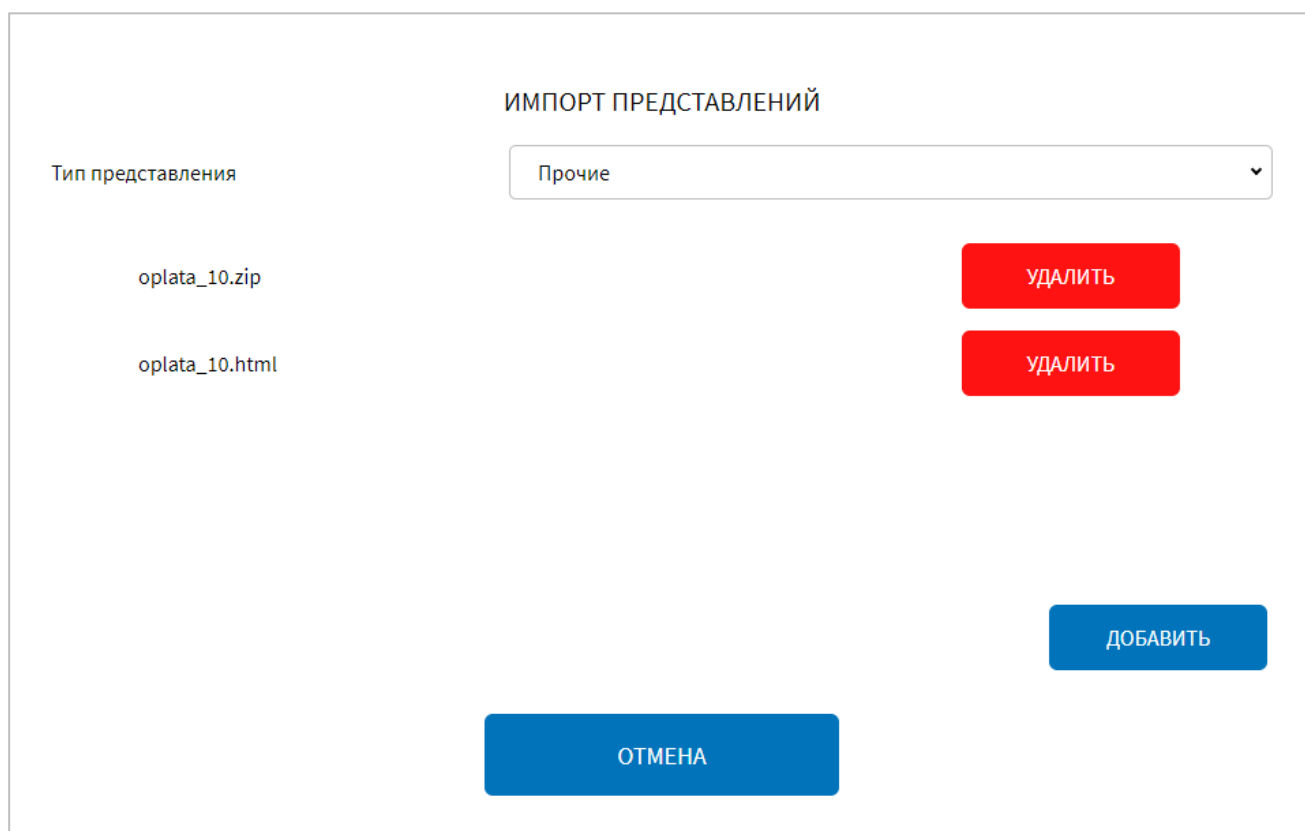 ИМПОРТ ПРЕДСТАВЛЕНИЙ
Тип представления
Прочие
oplata_10.zip
УДАЛИТЬ
oplata_10.html
УДАЛИТЬ
ДОБАВИТЬ
ОТМЕНА